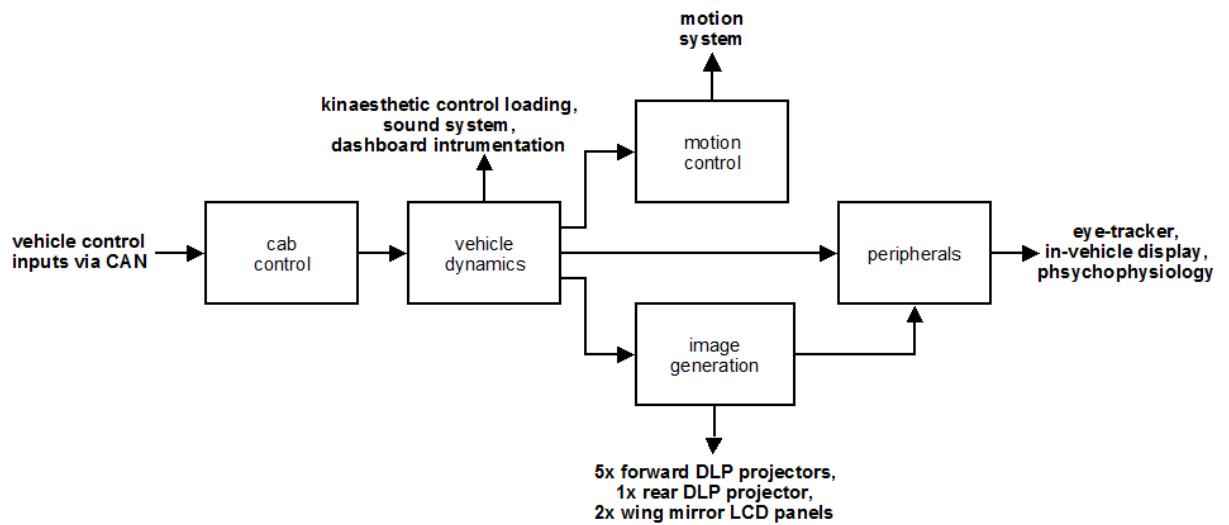 motion
system
kinaesthetic control loading,
sound system,
dashboard intrumentation
motion
control
vehicle control
inputs via CAN
cab
control
vehicle
dynamics
peripherals
eye-tracker,
in-vehicle display,
phsychophysiology
image
generation
5x forward DLP projectors,
1x rear DLP projector,
2x wing mirror LCD panels